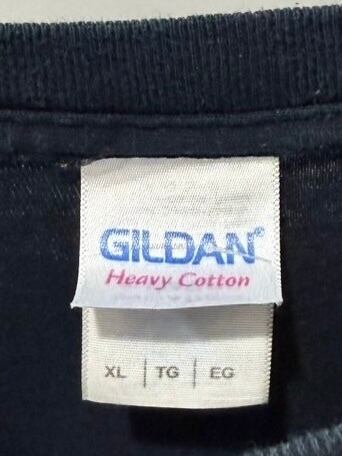 GILDAN®
Heavy Cotton
XL | TG | EG